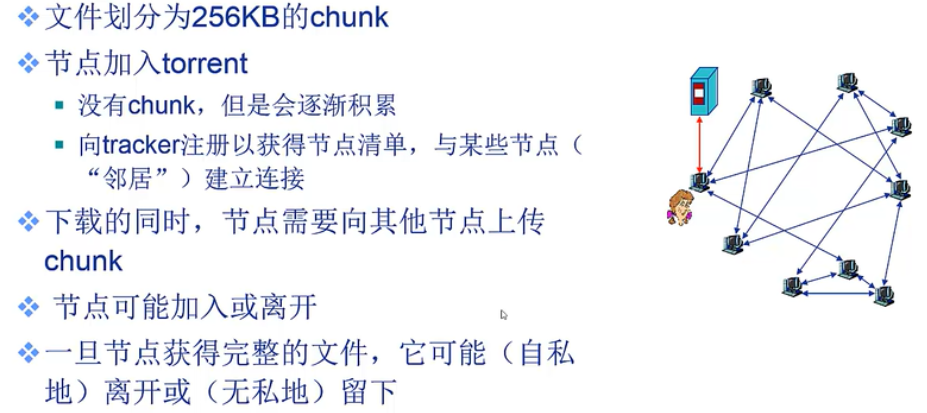 文件划分为256KB的chunk
节点加入torrent
没有chunk，但是会逐渐积累
向tracker注册以获得节点清单，与某些节点（
“邻居”）建立连接
下载的同时，节点需要向其他节点上传
chunk
节点可能加入或离开
一旦节点获得完整的文件，它可能（自私
地）离开或（无私地）留下